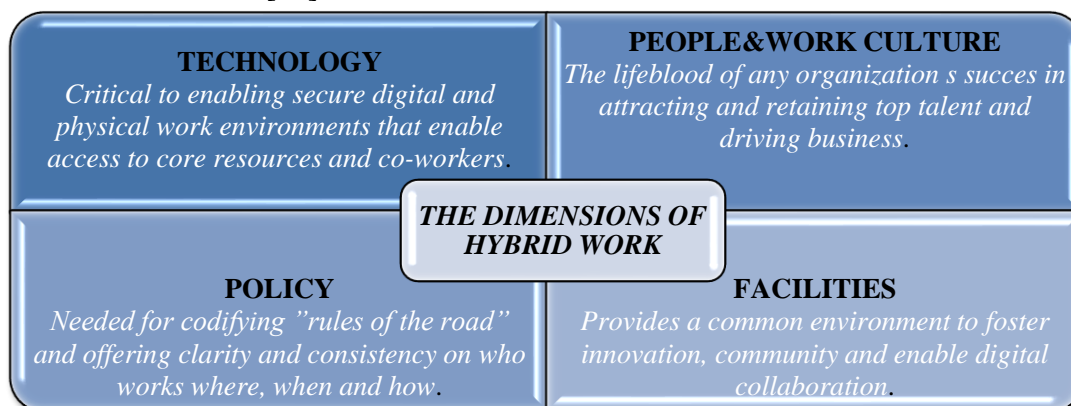 TECHNOLOGY
Critical to enabling secure digital and
physical work environments that enable
access to core resources and co-workers.
PEOPLE&WORK CULTURE
The lifeblood of any organization s succes in
attracting and retaining top talent and
driving business.
THE DIMENSIONS OF
HYBRID WORK
POLICY
Needed for codifying ”rules of the road”
and offering clarity and consistency on who
works where, when and how.
FACILITIES
Provides a common environment to foster
innovation, community and enable digital
collaboration.